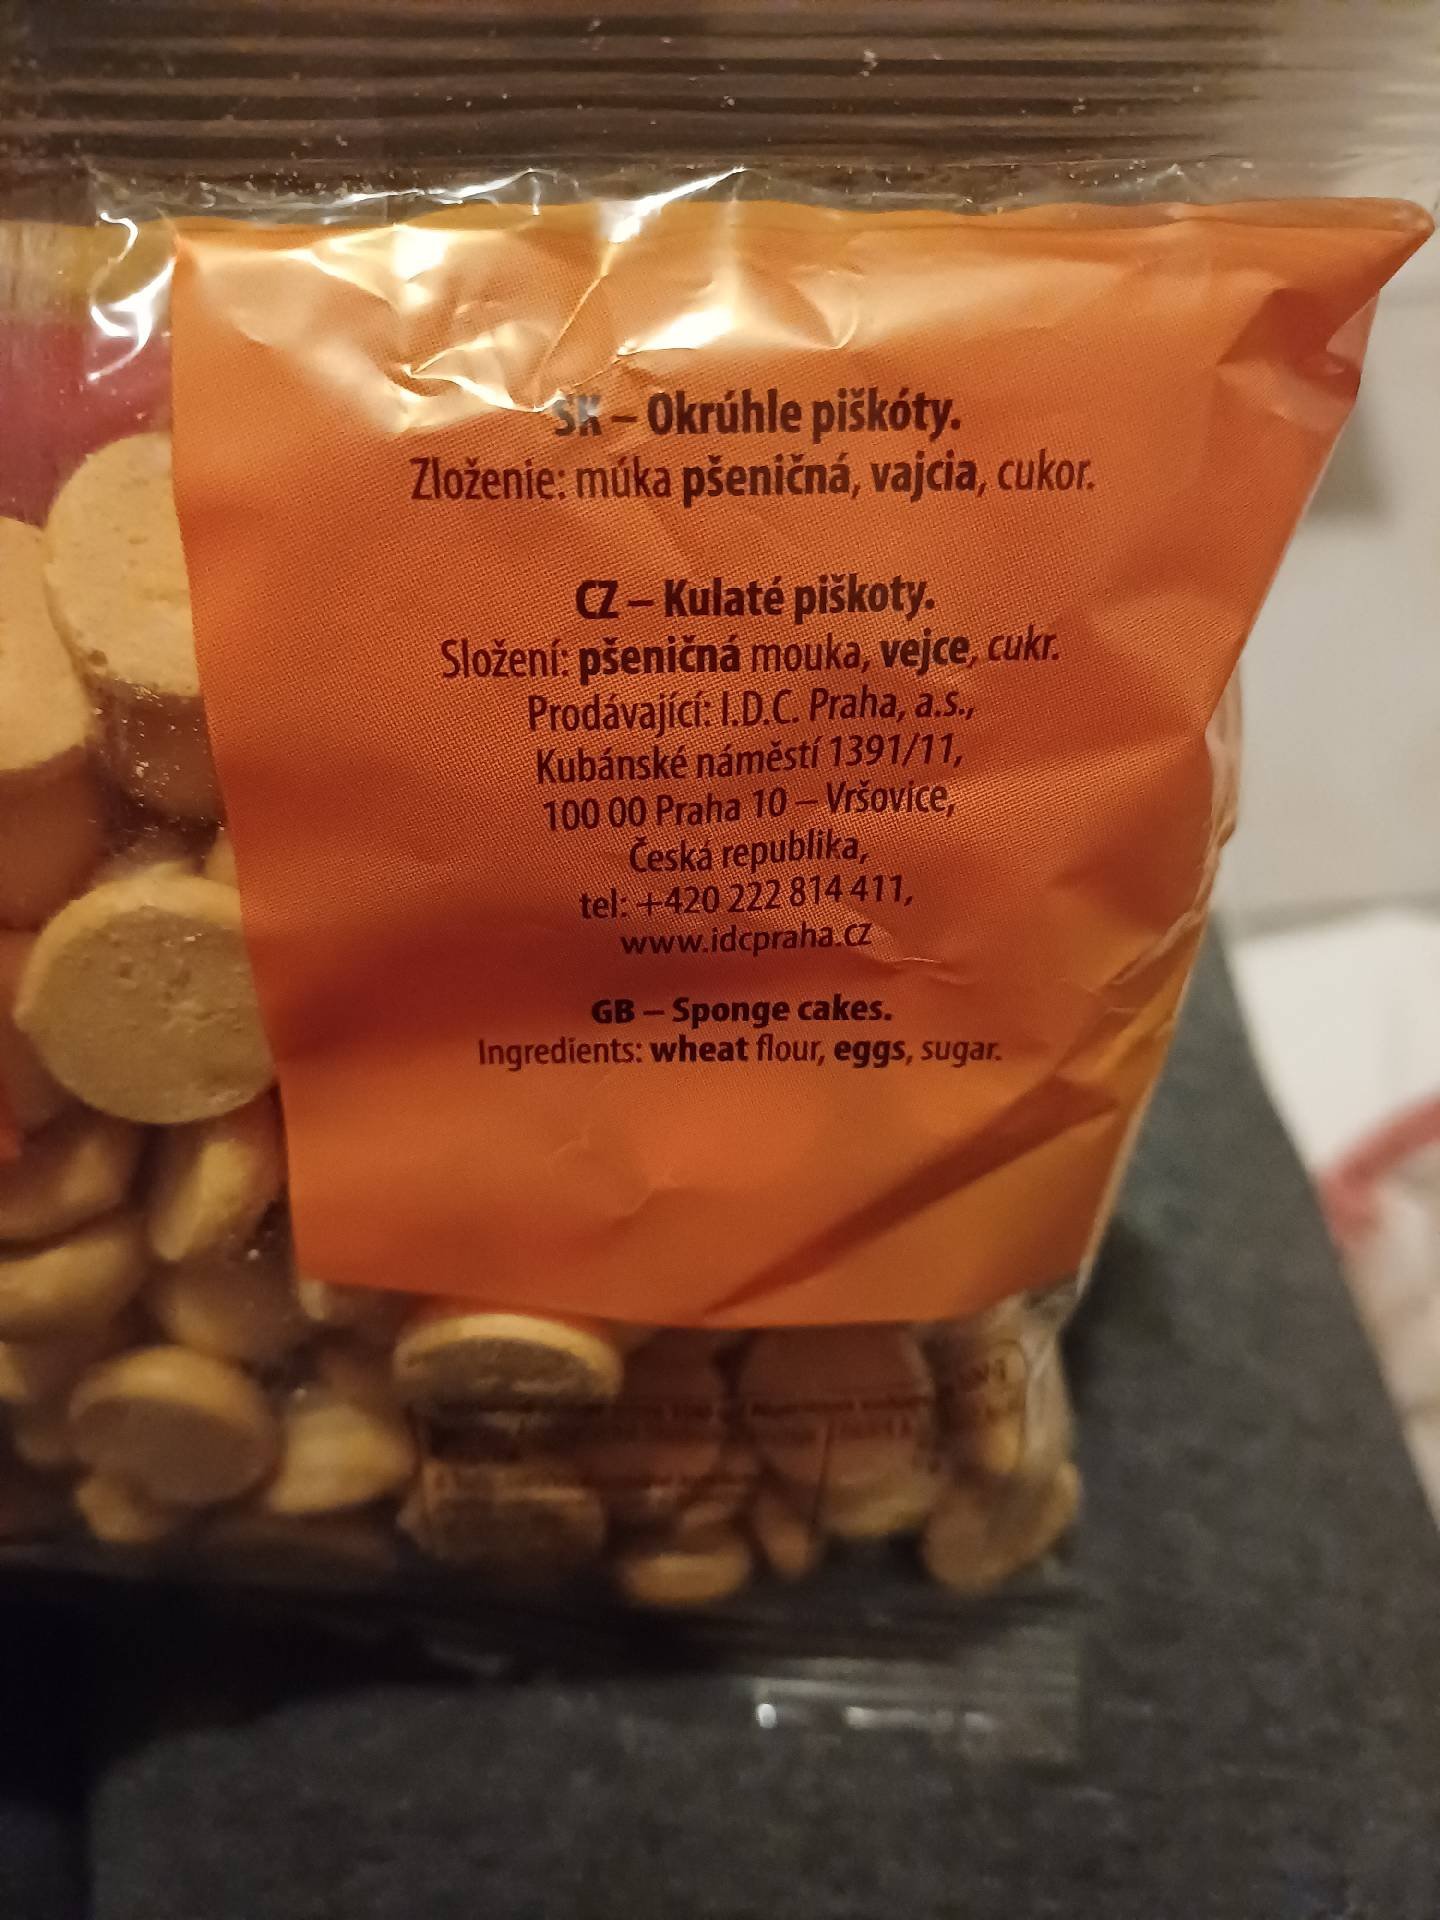 SK – Okrúhle piškóty.
Zloženie: múka pšeničná, vajcia, cukor.
CZ – Kulaté piškoty.
Složení: pšeničná mouka, vejce, cukr.
Prodávající: I.D.C. Praha, a.s.,
Kubánské náměstí 1391/11,
100 00 Praha 10 – Vršovice,
Česká republika,
tel: +420 222 814 411,
www.idcpraha.cz
GB – Sponge cakes.
Ingredients: wheat flour, eggs, sugar.